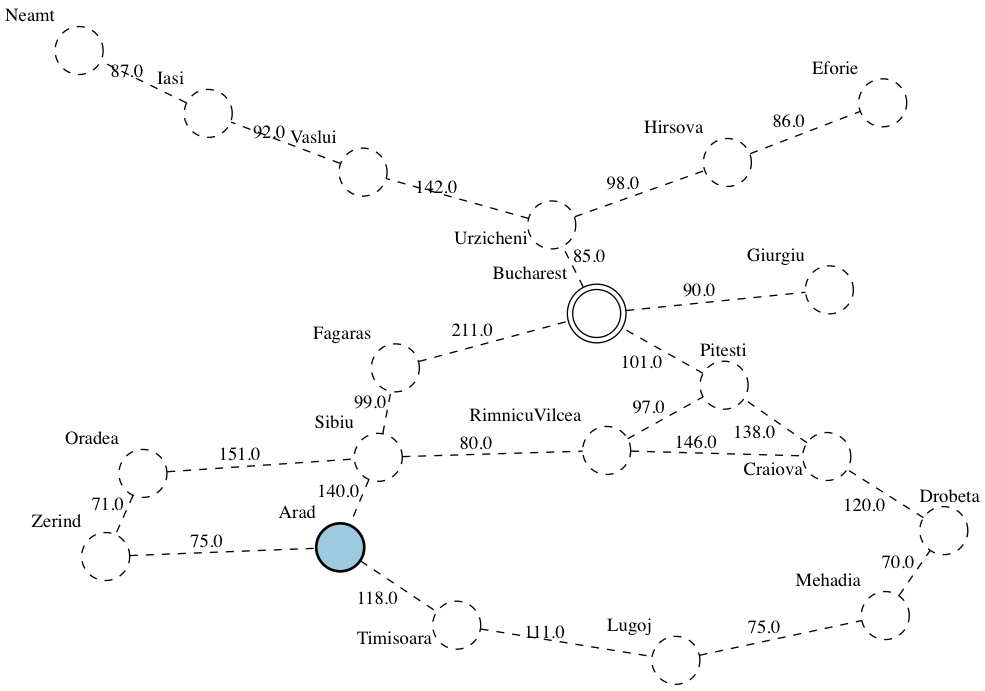 Neamt
87.0
Iasi
Eforie
92.0
Vaslui
Hirsova
86.0
142.0
98.0
Urzicheni
85.0
Bucharest
Giurgiu
90.0
Fagaras
211.0
Pitesti
101.0
99.0
Sibiu
RimnicuVilcea
97.0
Oradea
151.0
80.0
146.0
138.0
Craiova
140.0
71.0
Zerind
Arad
120.0
Drobeta
75.0
70.0
118.0
Mehadia
Timisoara
111.0
Lugoj
75.0